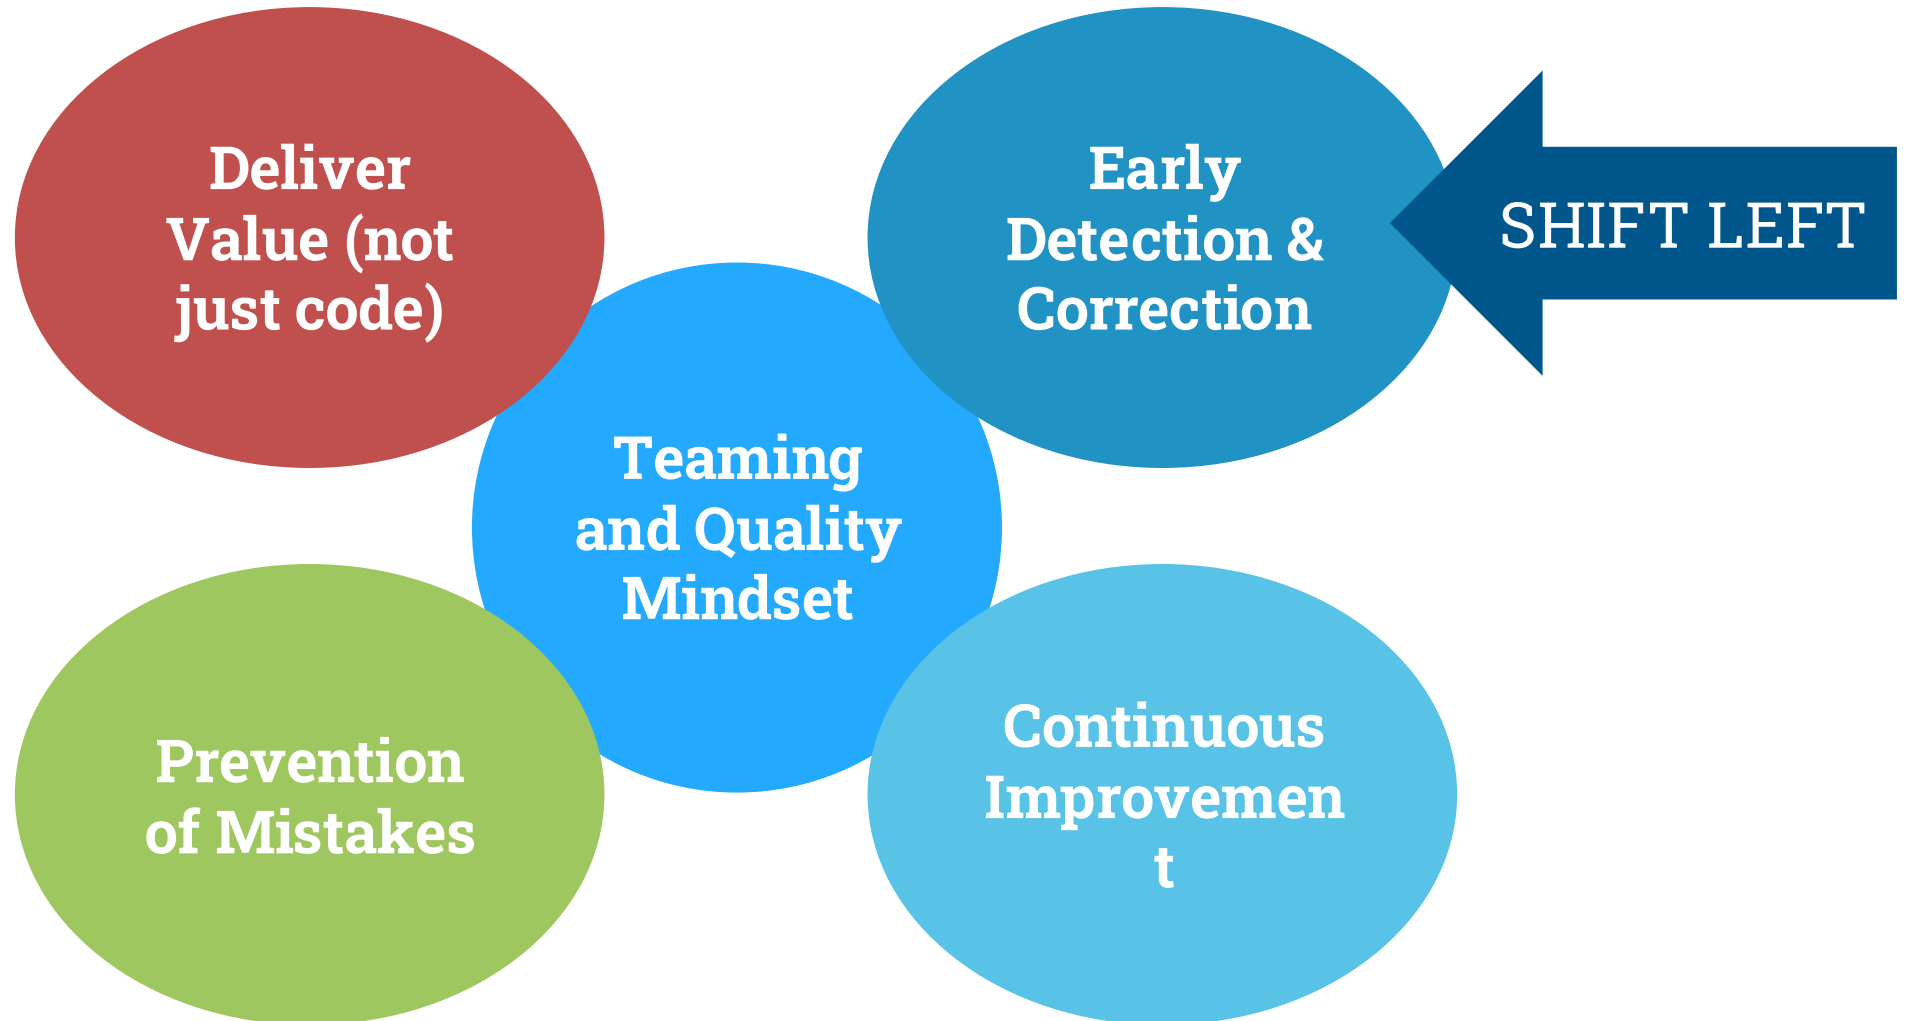 Deliver
Value (not
just code)
Early
Detection &
Correction
SHIFT LEFT
Teaming
and Quality
Mindset
Prevention
of Mistakes
Continuous
Improvemen
t